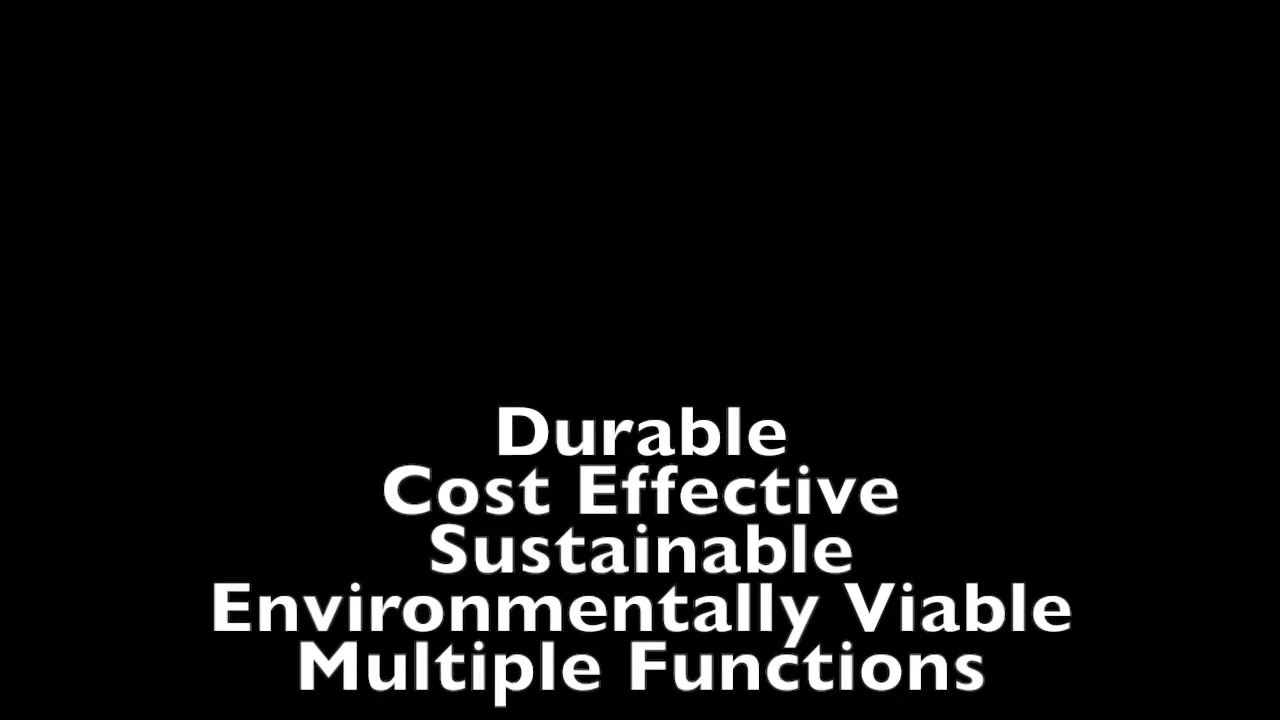 Durable
Cost Effective
Sustainable
Environmentally Viable
Multiple Functions